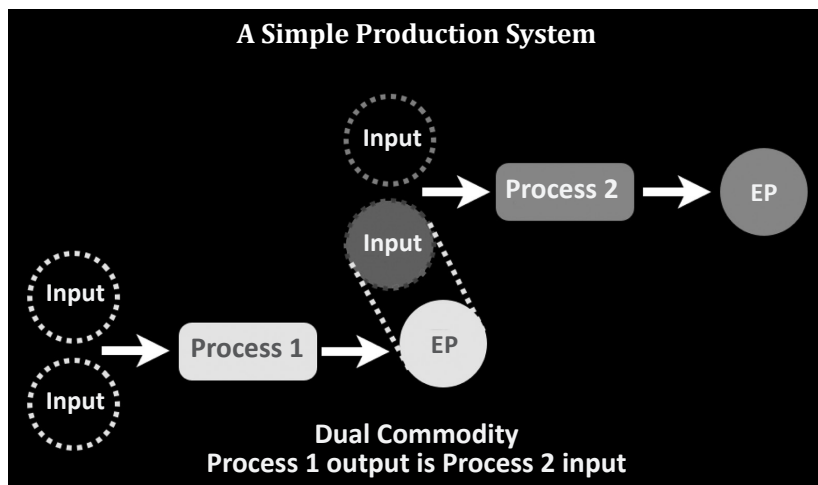 A Simple Production System
Input
Process 2
EP
Input
Input
Process 1
EP
Input
Dual Commodity
Process 1 output is Process 2 input